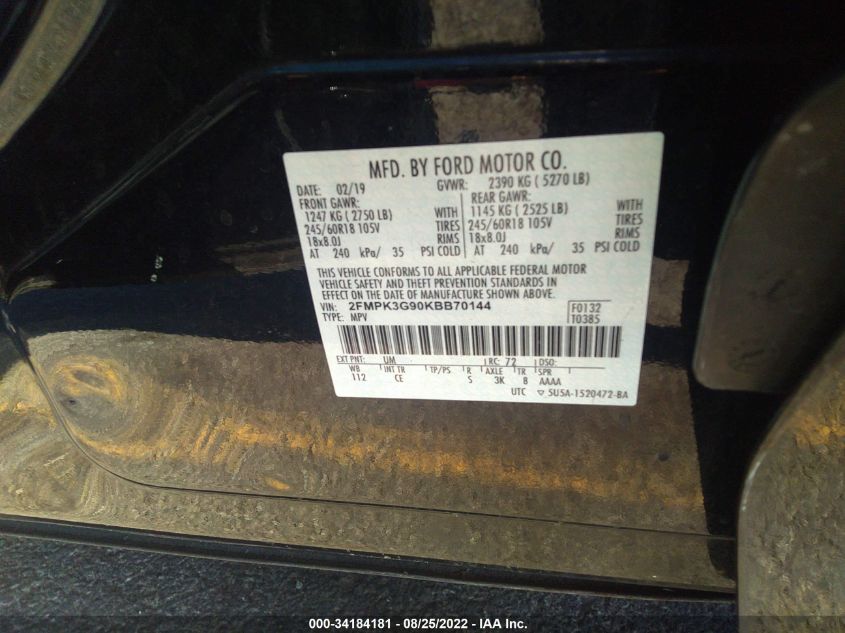 MFD. BY FORD MOTOR CO.
DATE: 02/19 GVWR: 2390 KG ( 5270 LB)
FRONT GAWR: REAR GAWR:
1247 KG ( 2750 LB) WITH 1145 KG ( 2525 LB) WITH
245/60R18 105V TIRES 245/60R18 105V TIRES
18x8.0J RIMS 18x8.0J RIMS
AT 240 kPa/ 35 PSI COLD AT 240 kPa/ 35 PSI COLD
THIS VEHICLE CONFORMS TO ALL APPLICABLE FEDERAL MOTOR
VEHICLE SAFETY AND THEFT PREVENTION STANDARDS IN
EFFECT ON THE DATE OF MANUFACTURE SHOWN ABOVE.
VIN: 2FMPK3G90KBB70144 F0132
TYPE: MPV T0385
EXT PNT: UM RC: 72 DSO:
WB INT TR TP/PS R AXLE TR SPR
112 CE S 3K 8 AAAA
UTC ▽ 5U5A-1520472-BA
000-34184181 - 08/25/2022 - © IAA Inc.